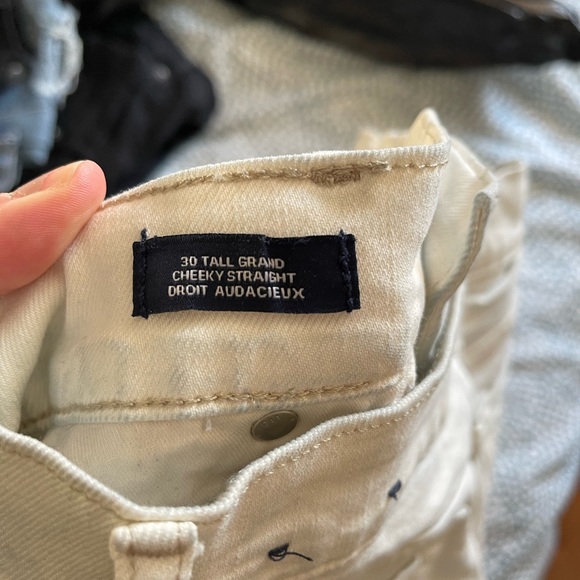 30 TALL GRAND
CHEEKY STRAIGHT
DROIT AUDACIEUX